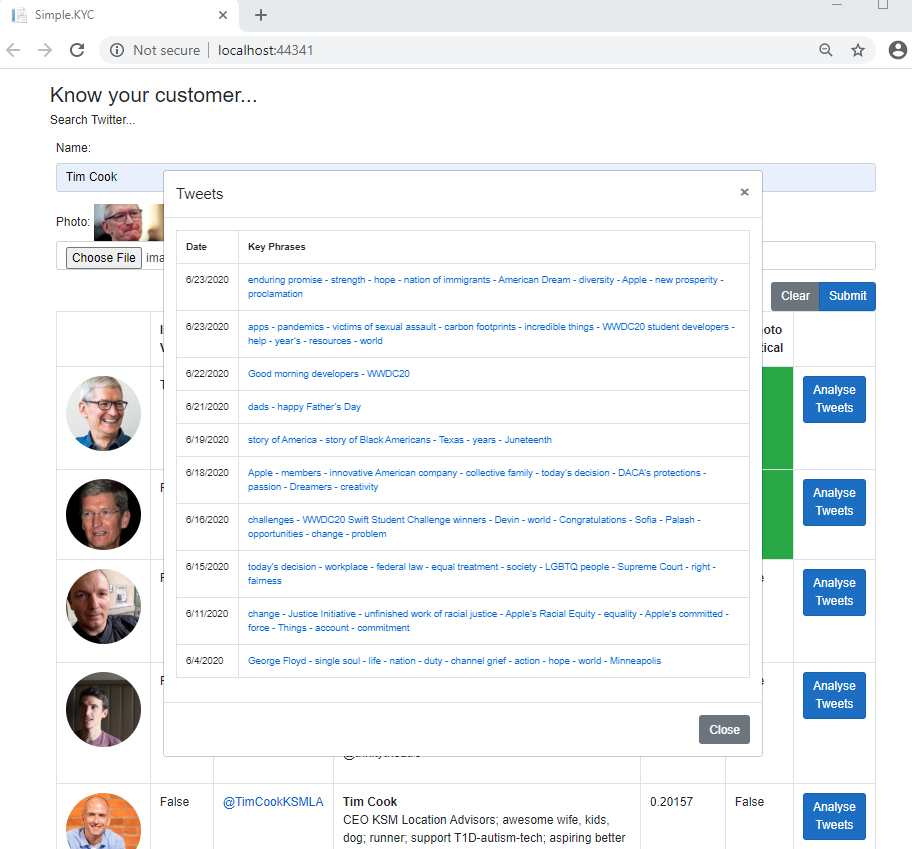 Simple.KYC
Not secure | localhost:44341
Know your customer...
Search Twitter...
Name:
Tim Cook
Photo:
Choose File ima
Clear Submit
Tweets ×
Date Key Phrases
6/23/2020 enduring promise - strength - hope - nation of immigrants - American Dream - diversity - Apple - new prosperity -
proclamation
6/23/2020 apps - pandemics - victims of sexual assault - carbon footprints - incredible things - WWDC20 student developers -
help - year's - resources - world
6/22/2020 Good morning developers - WWDC20
6/21/2020 dads - happy Father's Day
6/19/2020 story of America - story of Black Americans - Texas - years - Juneteenth
6/18/2020 Apple - members - innovative American company - collective family - today's decision - DACA's protections -
passion - Dreamers - creativity
6/16/2020 challenges - WWDC20 Swift Student Challenge winners - Devin - world - Congratulations - Sofia - Palash -
opportunities - change - problem
6/15/2020 today's decision - workplace - federal law - equal treatment - society - LGBTQ people - Supreme Court - right -
fairness
6/11/2020 change - Justice Initiative - unfinished work of racial justice - Apple's Racial Equity - equality - Apple's committed -
force - Things - account - commitment
6/4/2020 George Floyd - single soul - life - nation - duty - channel grief - action - hope - world - Minneapolis
Close
Analyse
Tweets
Analyse
Tweets
Analyse
Tweets
Analyse
Tweets
False @TimCookKSMLA Tim Cook 0.20157 False Analyse
Tweets
CEO KSM Location Advisors; awesome wife, kids,
dog; runner; support T1D-autism-tech; aspiring better